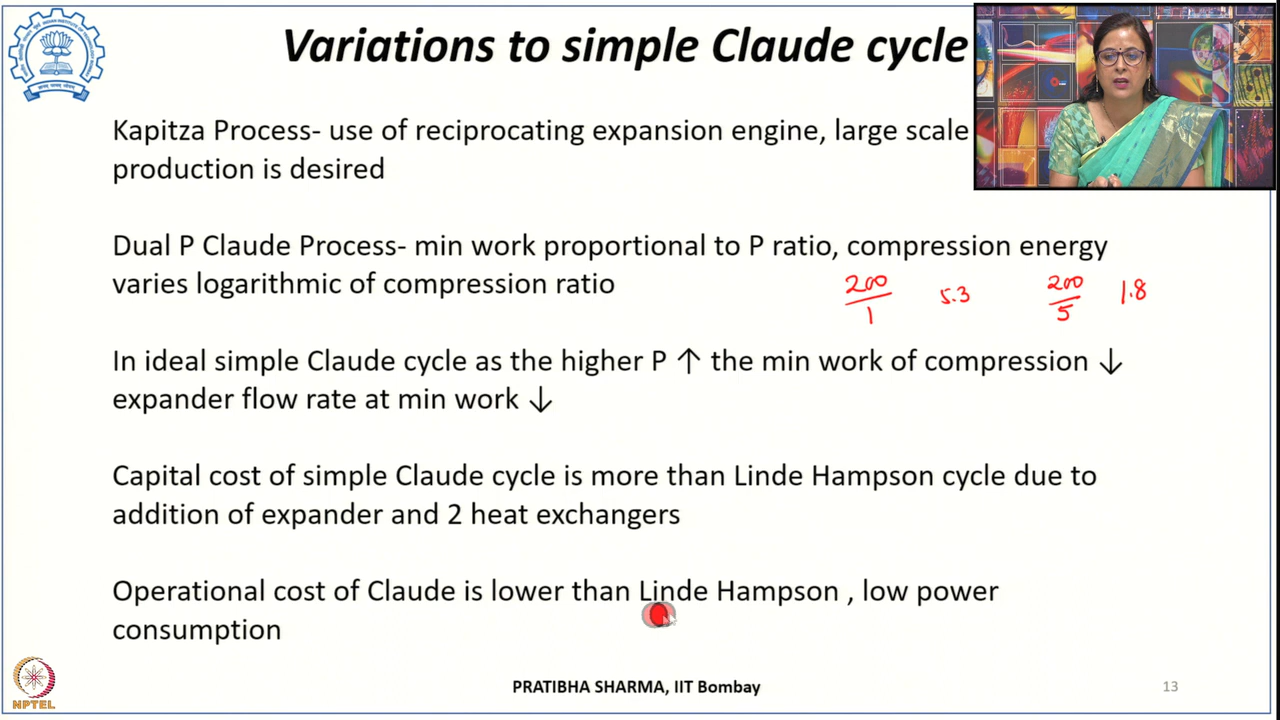 Variations to simple Claude cycle
Kapitza Process- use of reciprocating expansion engine, large scale
production is desired
Dual P Claude Process- min work proportional to P ratio, compression energy
varies logarithmic of compression ratio
200
1
5.3
200
5
1.8
In ideal simple Claude cycle as the higher P ↑ the min work of compression ↓
expander flow rate at min work ↓
Capital cost of simple Claude cycle is more than Linde Hampson cycle due to
addition of expander and 2 heat exchangers
Operational cost of Claude is lower than Linde Hampson , low power
consumption
NPTEL
PRATIBHA SHARMA, IIT Bombay
13